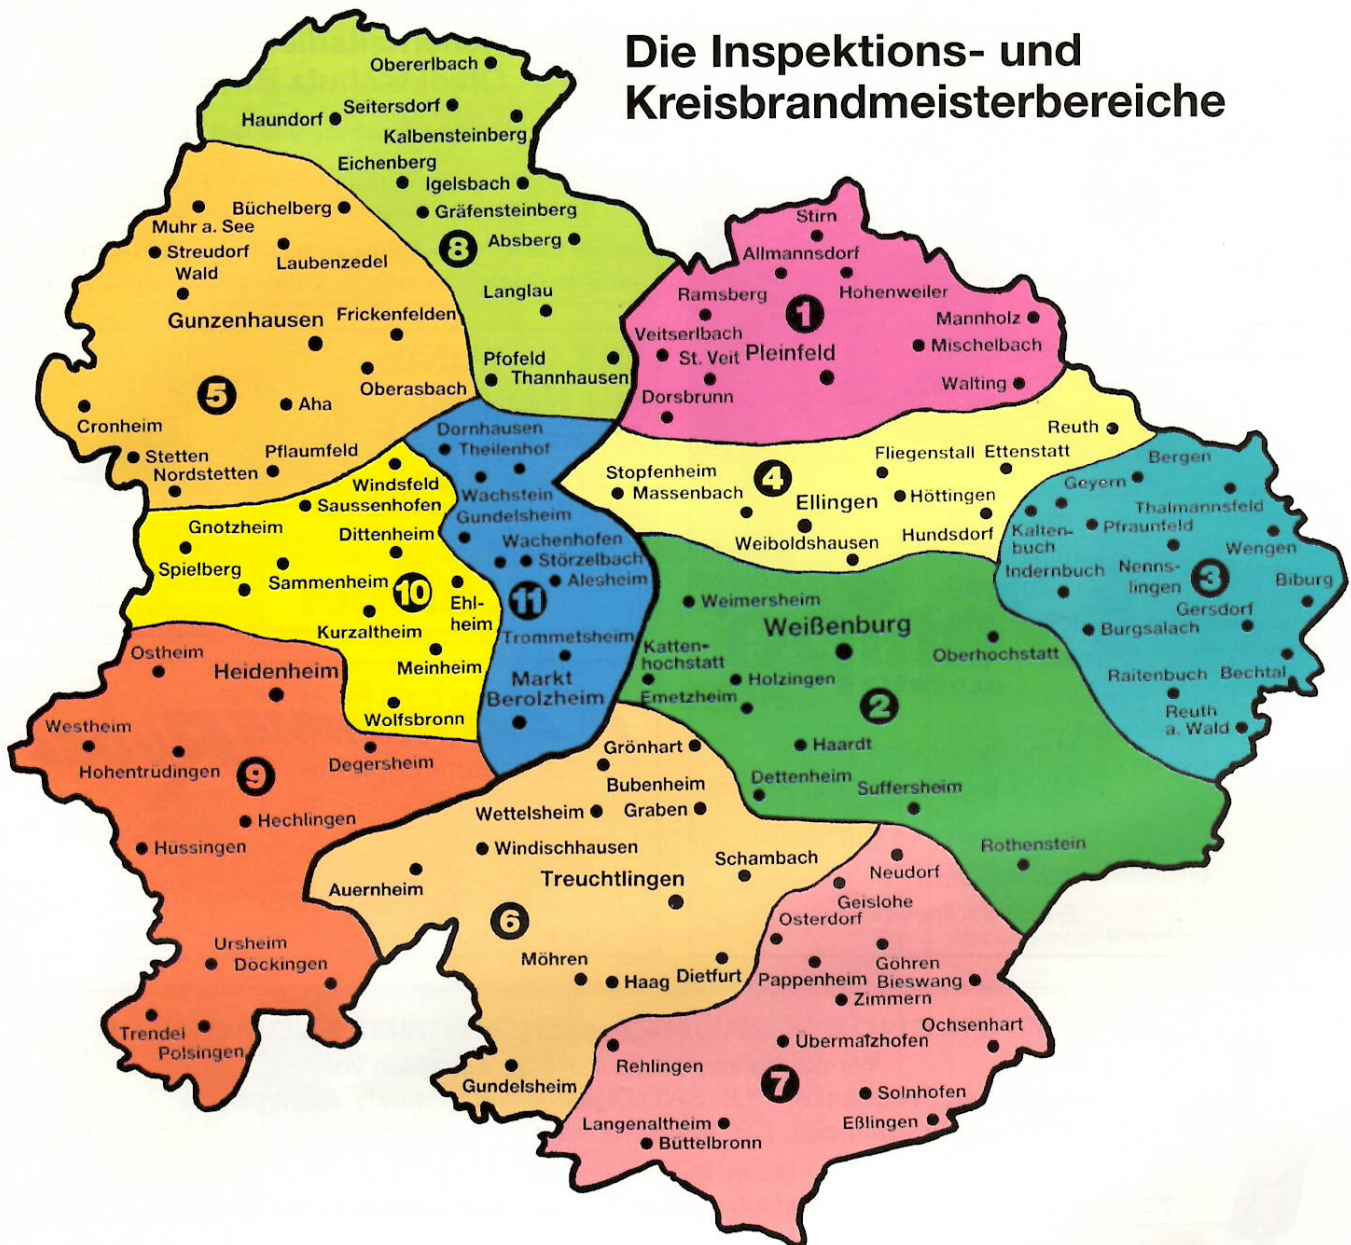 Die Inspektions- und
Kreisbrandmeisterbereiche
Obererlbach
Seitersdorf
Haundorf
Kalbensteinberg
Eichenberg
Igelsbach
Gräfensteinberg
8
Absberg
Langlau
Pfofeld
Thannhausen
Büchelberg
Muhr a. See
Streudorf
Laubenzedel
Wald
Gunzenhausen
Frickenfelden
Oberasbach
5
Aha
Cronheim
Stetten
Pflaumfeld
Nordstetten
Stirn
Allmannsdorf
Hohenweiler
Ramsberg
1
Mannholz
Veitserlbach
St. Veit
Pleinfeld
Mischelbach
Walting
Dorsbrunn
Reuth
Fliegenstall
Ettenstatt
Stopfenheim
4
Massenbach
Ellingen
Höttingen
Weiboldshausen
Hundsdorf
Bergen
Geyern
Thalmannsfeld
Kalten-
buch
Pfraunfeld
Wengen
Indernbuch
Nenns-
lingen
3
Biburg
Gersdorf
Burgsalach
Raitenbuch
Bechtal
Reuth
a. Wald
Dornhausen
Theilenhof
Wachstein
Gundelsheim
Wachenhofen
Störzelbach
Alesheim
11
Trommetsheim
Markt
Berolzheim
Windsfeld
Saussenhofen
Gnotzheim
Dittenheim
Spielberg
Sammenheim
10
Ehl-
heim
Kurzaltheim
Meinheim
Wolfsbronn
Weimersheim
Weißenburg
Katten-
hochstatt
Oberhochstatt
Holzingen
Emetzheim
2
Haardt
Dettenheim
Suffersheim
Rothenstein
Ostheim
Heidenheim
Westheim
Hohentrüdingen
9
Degersheim
Hechlingen
Hüssingen
Ursheim
Döckingen
Trendel
Polsingen
Grönhart
Bubenheim
Wettelsheim
Graben
Windischhausen
Schambach
Auernheim
Treuchtlingen
6
Möhren
Haag
Dietfurt
Gundelsheim
Neudorf
Geislohe
Osterdorf
Göhren
Pappenheim
Bieswang
Zimmern
Ochsenhart
Übermatzhofen
Rehlingen
7
Solnhofen
Langenaltheim
Eßlingen
Büttelbronn